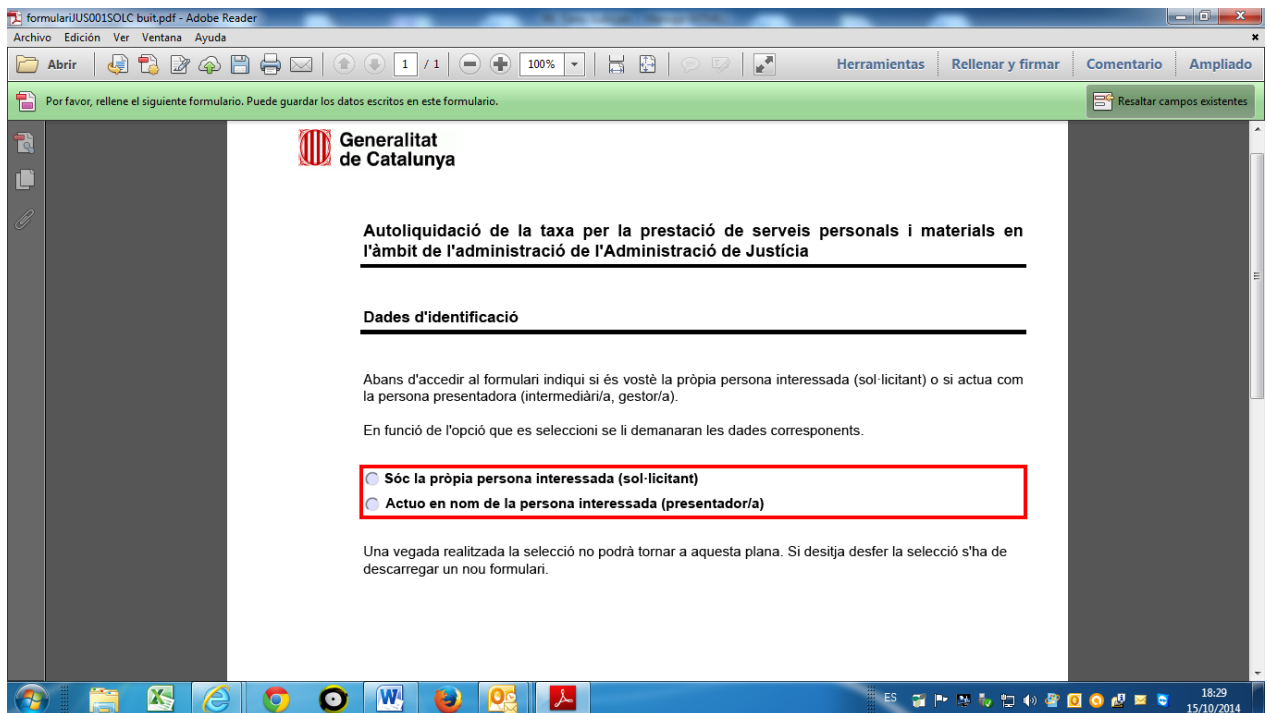 formulariJUS001SOLC buit.pdf - Adobe Reader
Archivo Edición Ver Ventana Ayuda
Abrir 1 / 1 100% Herramientas Rellenar y firmar Comentario Ampliado
Por favor, rellene el siguiente formulario. Puede guardar los datos escritos en este formulario. Resaltar campos existentes
Generalitat
de Catalunya
Autoliquidació de la taxa per la prestació de serveis personals i materials en
l'àmbit de l'administració de l'Administració de Justícia
Dades d'identificació
Abans d'accedir al formulari indiqui si és vostè la pròpia persona interessada (sol·licitant) o si actua com
la persona presentadora (intermediàri/a, gestor/a).
En funció de l'opció que es seleccioni se li demanaran les dades corresponents.
Sóc la pròpia persona interessada (sol·licitant)
Actuo en nom de la persona interessada (presentador/a)
Una vegada realitzada la selecció no podrà tornar a aquesta plana. Si desitja desfer la selecció s'ha de
descarregar un nou formulari.
ES 18:29
15/10/2014